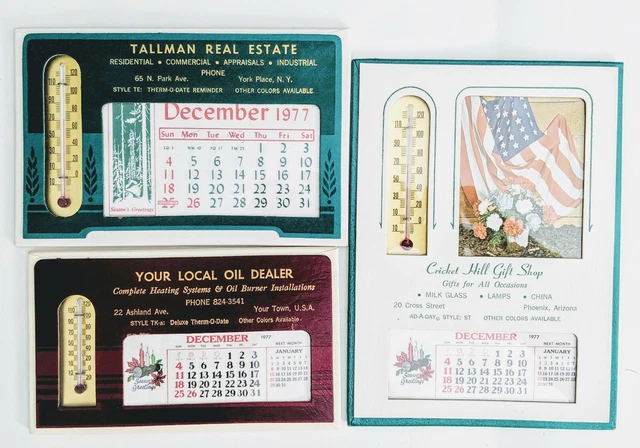 TALLMAN REAL ESTATE
RESIDENTIAL • COMMERCIAL • APPRAISALS • INDUSTRIAL
PHONE
65 N. Park Ave. York Place, N. Y.
STYLE TE: THERM-O-DATE REMINDER OTHER COLORS AVAILABLE
December 1977
Sun Mon Tue Wed Thu Fri Sat
1 2 3
4 5 6 7 8 9 10
11 12 13 14 15 16 17
18 19 20 21 22 23 24
25 26 27 28 29 30 31
Season's Greetings
YOUR LOCAL OIL DEALER
Complete Heating Systems & Oil Burner Installations
PHONE 824-3541
22 Ashland Ave. Your Town, U.S.A.
STYLE TK-8: Deluxe Therm-O-Date Other Colors Available
DECEMBER 1977
NEXT MONTH
JANUARY
1 2 3
4 5 6 7 8 9 10
11 12 13 14 15 16 17
18 19 20 21 22 23 24
25 26 27 28 29 30 31
Season's Greetings
Cricket Hill Gift Shop
Gifts for All Occasions
• MILK GLASS • LAMPS • CHINA
20 Cross Street Phoenix, Arizona
AD-A-DAY® STYLE: ST OTHER COLORS AVAILABLE
DECEMBER 1977
NEXT MONTH
JANUARY
1 2 3
4 5 6 7 8 9 10
11 12 13 14 15 16 17
18 19 20 21 22 23 24
25 26 27 28 29 30 31
Season's Greetings